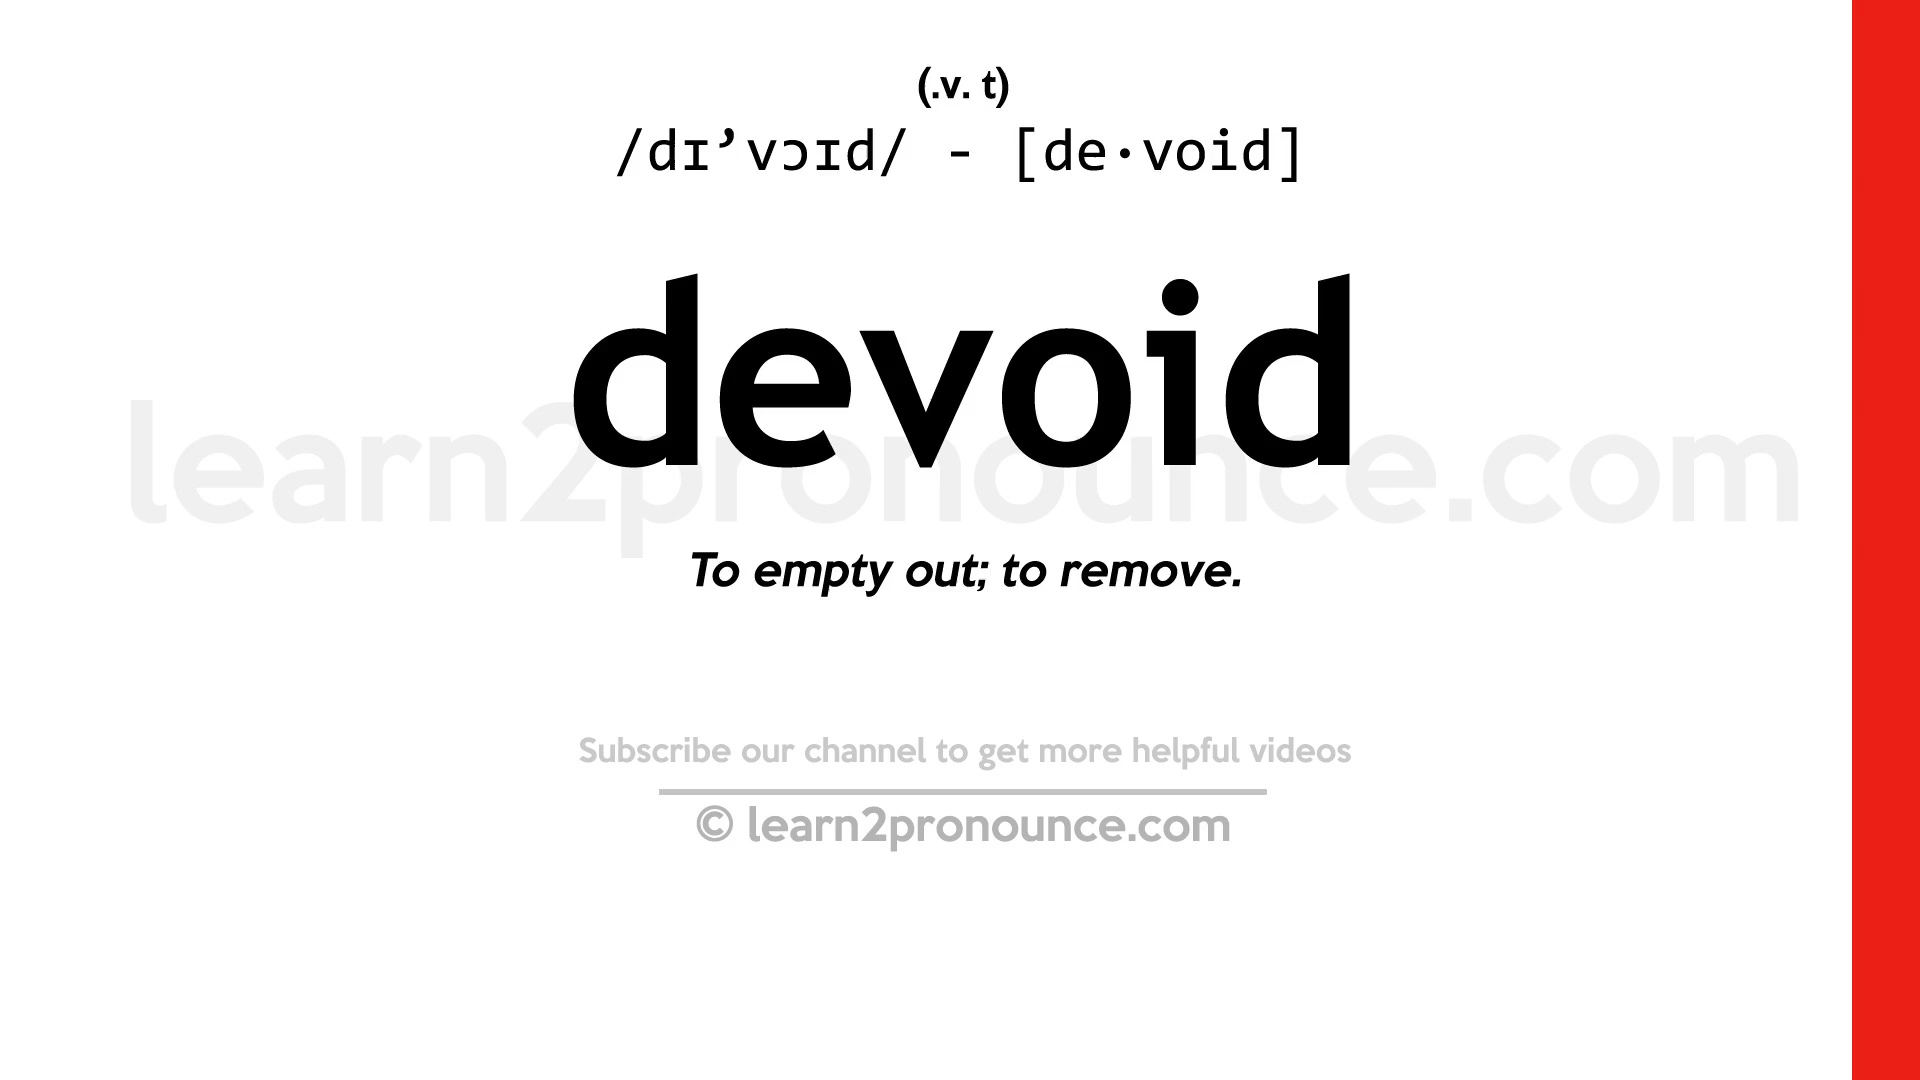 (.v. t)
/dɪ’vɔɪd/ - [de·void]
devoid
learn2pronounce.com
To empty out; to remove.
Subscribe our channel to get more helpful videos
© learn2pronounce.com